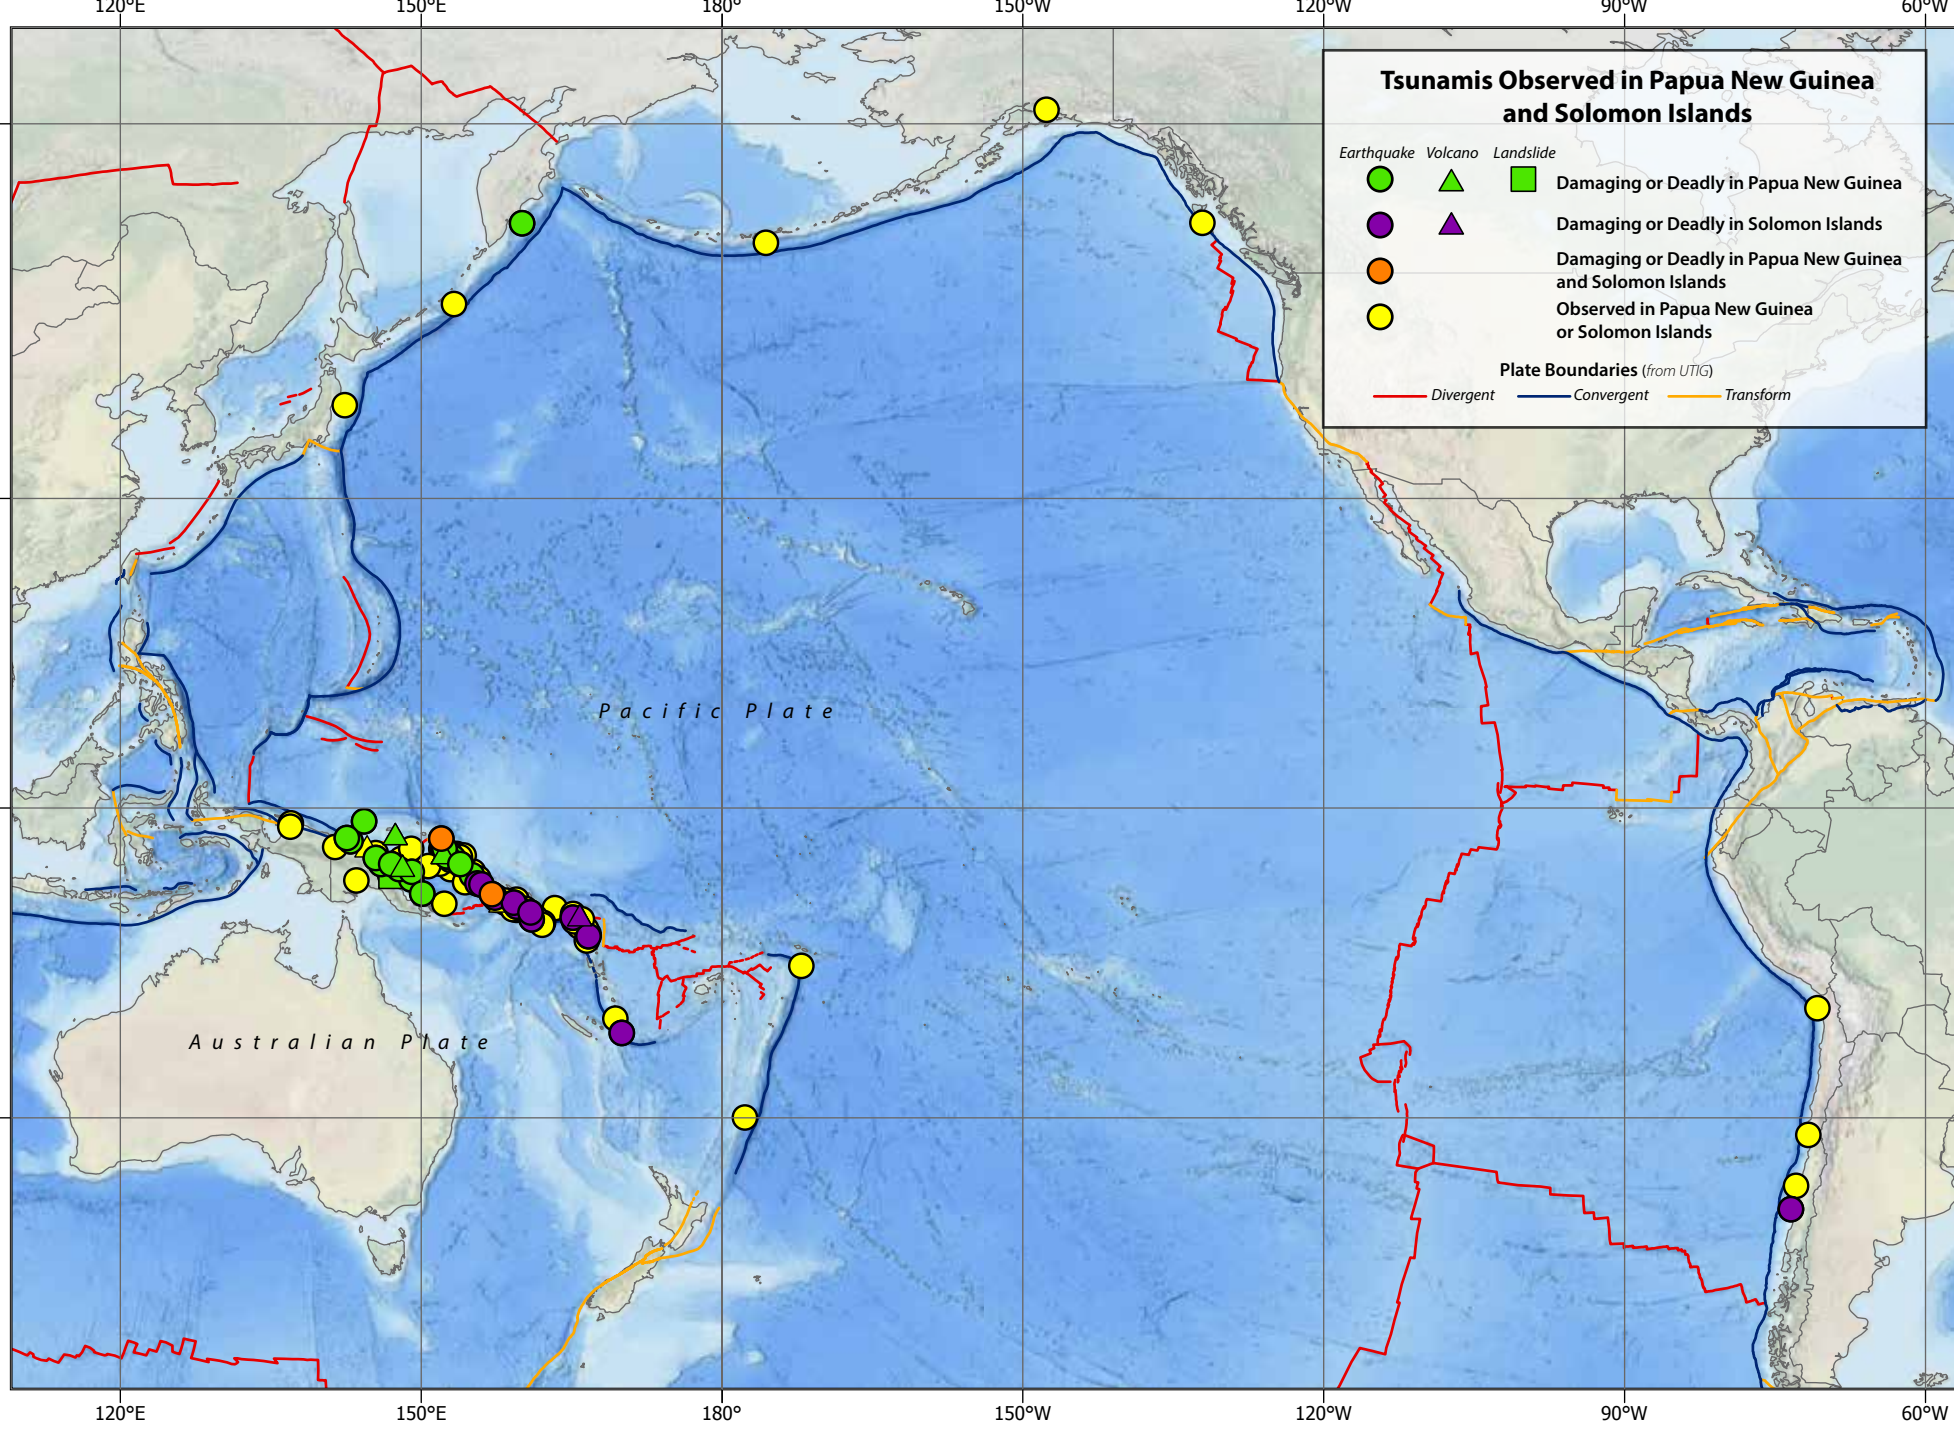 120°E 150°E 180° 150°W 120°W 90°W 60°W
Tsunamis Observed in Papua New Guinea
and Solomon Islands
Earthquake Volcano Landslide
Damaging or Deadly in Papua New Guinea
Damaging or Deadly in Solomon Islands
Damaging or Deadly in Papua New Guinea
and Solomon Islands
Observed in Papua New Guinea
or Solomon Islands
Plate Boundaries (from UTIG)
Divergent Convergent Transform
Pacific Plate
Australian Plate
120°E 150°E 180° 150°W 120°W 90°W 60°W